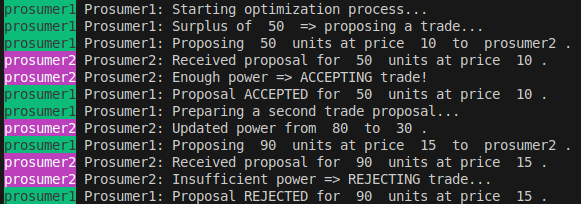 prosumer1 Prosumer1: Starting optimization process...
prosumer1 Prosumer1: Surplus of  50  => proposing a trade...
prosumer1 Prosumer1: Proposing  50  units at price  10  to  prosumer2 .
prosumer2 Prosumer2: Received proposal for  50  units at price  10 .
prosumer2 Prosumer2: Enough power => ACCEPTING trade!
prosumer1 Prosumer1: Proposal ACCEPTED for  50  units at price  10 .
prosumer1 Prosumer1: Preparing a second trade proposal...
prosumer2 Prosumer2: Updated power from  80  to  30 .
prosumer1 Prosumer1: Proposing  90  units at price  15  to  prosumer2 .
prosumer2 Prosumer2: Received proposal for  90  units at price  15 .
prosumer2 Prosumer2: Insufficient power => REJECTING trade...
prosumer1 Prosumer1: Proposal REJECTED for  90  units at price  15 .